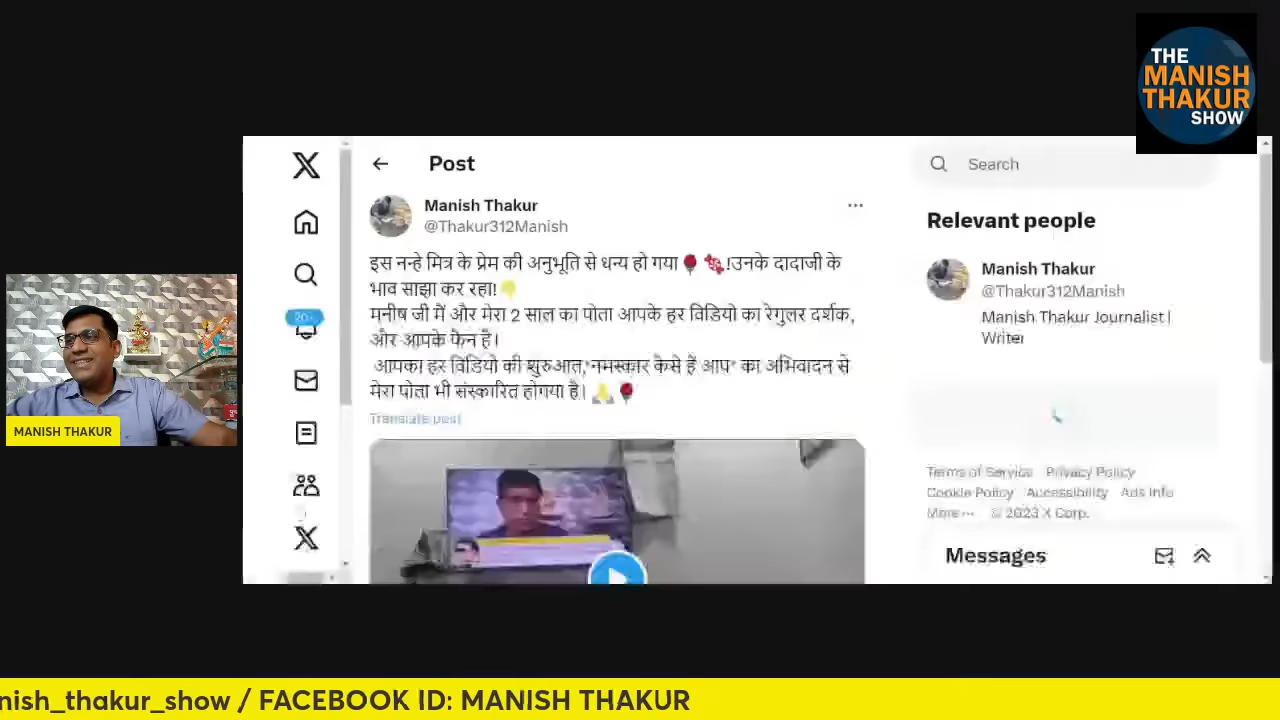 THE
MANISH
THAKUR
SHOW
Post
Search
Manish Thakur
@Thakur312Manish
इस नन्हे मित्र के प्रेम की अनुभूति से धन्य हो गया🌹 💐!उनके दादाजी के
भाव साझा कर रहा!👇
मनीष जी मैं और मेरा 2 साल का पोता आपके हर विडियो का रेगुलर दर्शक,
और आपके फैन है।
आपका हर विडियो की शुरुआत,"नमस्कार कैसे हैं आप" का अभिवादन से
मेरा पोता भी संस्कारित होगया है। 🙏🌹
Translate post
Relevant people
Manish Thakur
@Thakur312Manish
Manish Thakur Journalist |
Writer
Terms of Service Privacy Policy
Cookie Policy Accessibility Ads info
More ··· © 2023 X Corp.
Messages
20+
MANISH THAKUR
nish_thakur_show / FACEBOOK ID: MANISH THAKUR